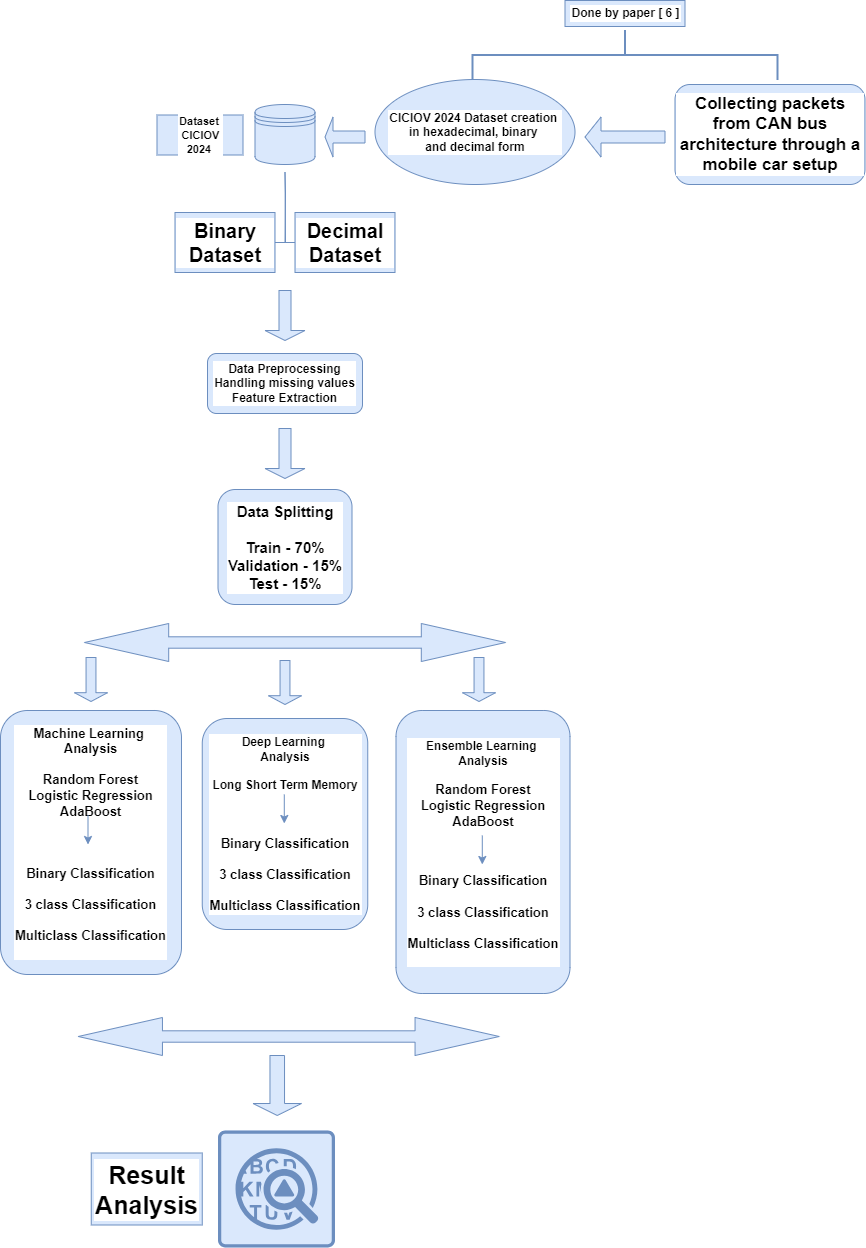 Done by paper [ 6 ]
Collecting packets
from CAN bus
architecture through a
mobile car setup
CICIOV 2024 Dataset creation
in hexadecimal, binary
and decimal form
Dataset
CICIOV
2024
Binary
Dataset
Decimal
Dataset
Data Preprocessing
Handling missing values
Feature Extraction
Data Splitting
Train - 70%
Validation - 15%
Test - 15%
Machine Learning
Analysis
Random Forest
Logistic Regression
AdaBoost
Binary Classification
3 class Classification
Multiclass Classification
Deep Learning
Analysis
Long Short Term Memory
Binary Classification
3 class Classification
Multiclass Classification
Ensemble Learning
Analysis
Random Forest
Logistic Regression
AdaBoost
Binary Classification
3 class Classification
Multiclass Classification
Result
Analysis